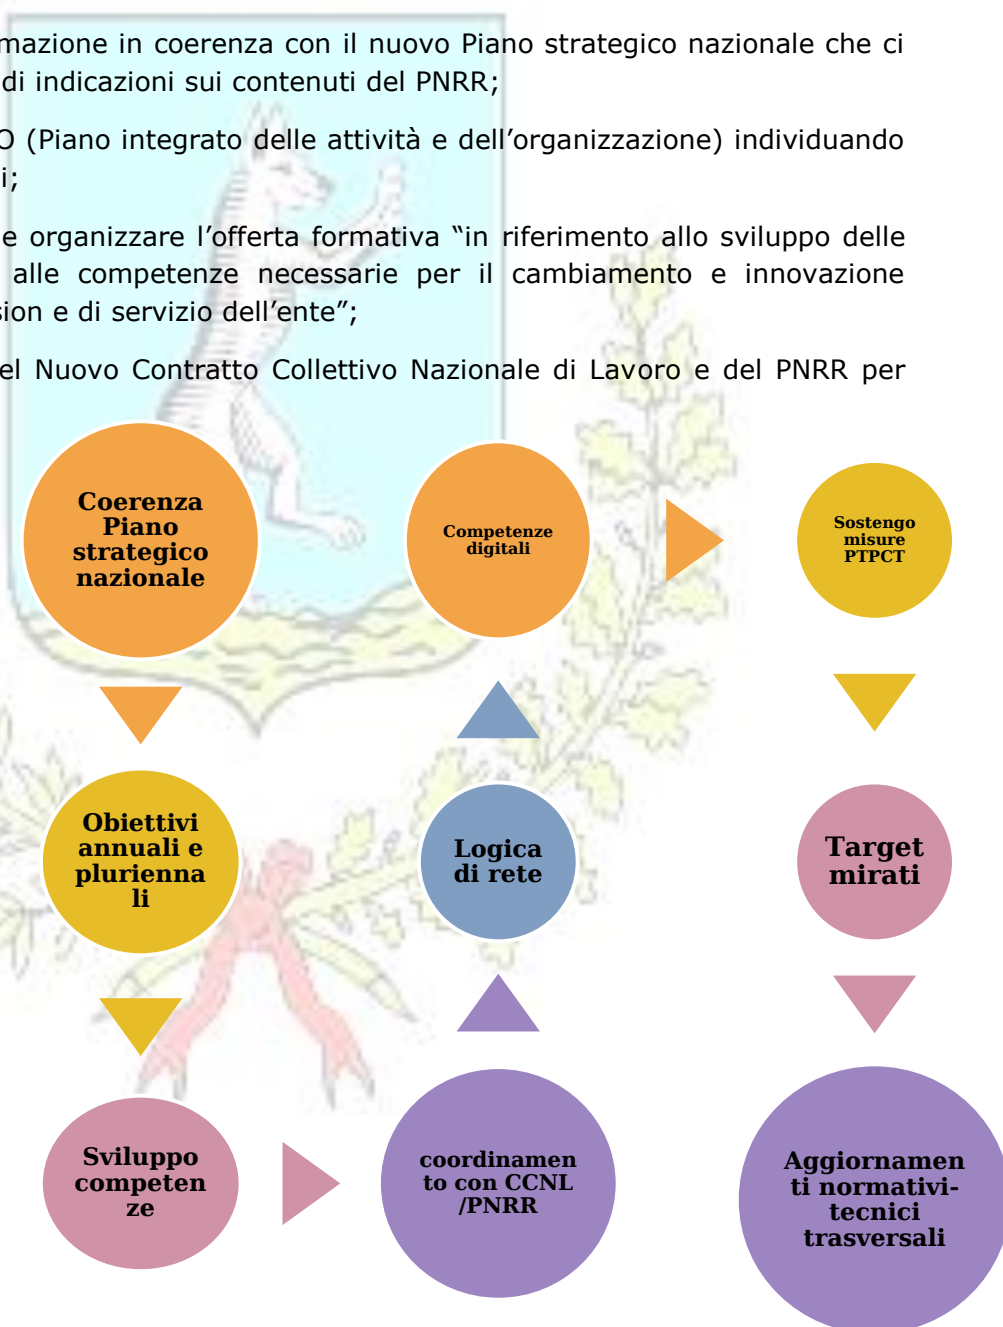 mazione in coerenza con il nuovo Piano strategico nazionale che ci
di indicazioni sui contenuti del PNRR;
O (Piano integrato delle attività e dell’organizzazione) individuando
i;
e organizzare l’offerta formativa “in riferimento allo sviluppo delle
alle competenze necessarie per il cambiamento e innovazione
sion e di servizio dell’ente”;
el Nuovo Contratto Collettivo Nazionale di Lavoro e del PNRR per
Coerenza
Piano
strategico
nazionale
Obiettivi
annuali e
plurienna
li
Sviluppo
competen
ze
coordinamen
to con CCNL
/PNRR
Logica
di rete
Competenze
digitali
Sostengo
misure
PTPCT
Target
mirati
Aggiornamen
ti normativi-
tecnici
trasversali